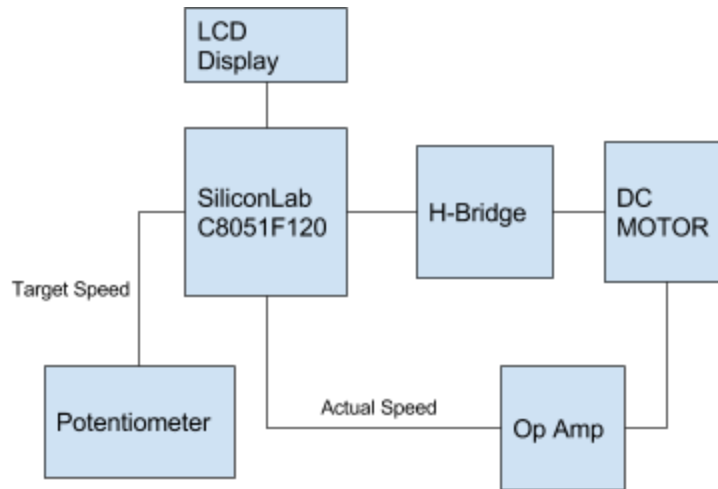 LCD
Display
SiliconLab
C8051F120
H-Bridge
DC
MOTOR
Target Speed
Potentiometer
Actual Speed
Op Amp